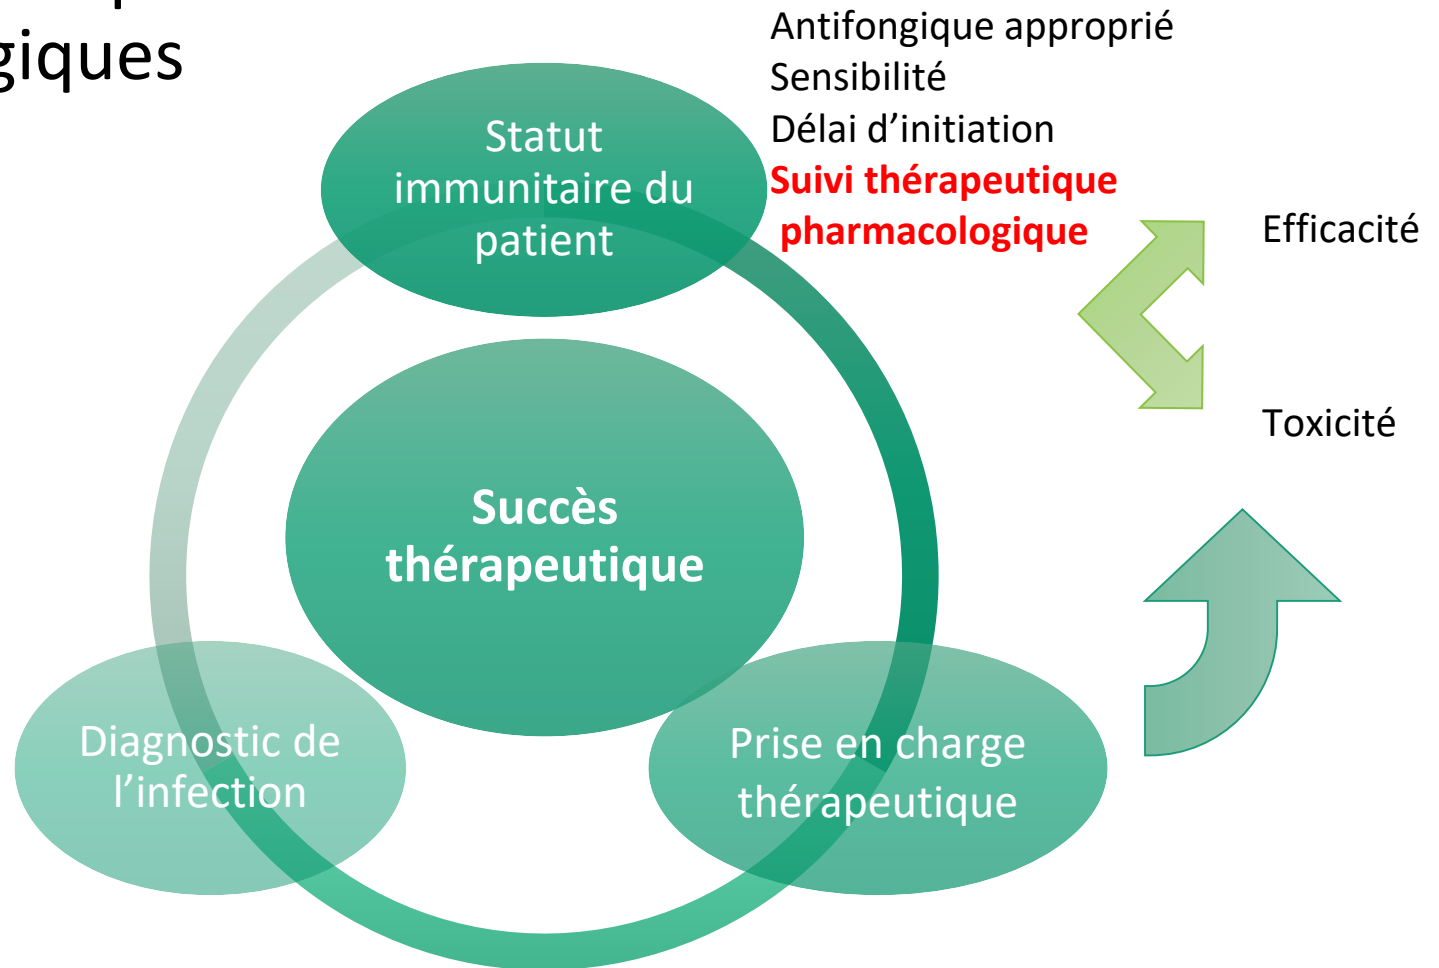 giques
Antifongique approprié
Sensibilité
Délai d’initiation
Suivi thérapeutique
pharmacologique
Statut
immunitaire du
patient
Efficacité
Toxicité
Succès
thérapeutique
Diagnostic de
l’infection
Prise en charge
thérapeutique